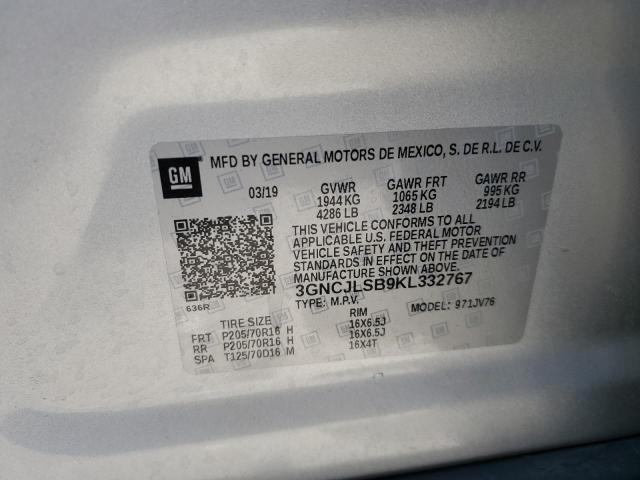 GM
MFD BY GENERAL MOTORS DE MEXICO, S. DE R.L. DE C.V.
03/19 GVWR GAWR FRT GAWR RR
1944 KG 1065 KG 995 KG
4286 LB 2348 LB 2194 LB
THIS VEHICLE CONFORMS TO ALL
APPLICABLE U.S. FEDERAL MOTOR
VEHICLE SAFETY AND THEFT PREVENTION
STANDARDS IN EFFECT ON THE DATE OF
MANUFACTURE SHOWN ABOVE.
3GNCJLSB9KL332767
636R
TYPE: M.P.V. MODEL: 971JV76
TIRE SIZE RIM
FRT P205/70R16 H 16X6.5J
RR P205/70R16 H 16X6.5J
SPA T125/70D16 M 16X4T